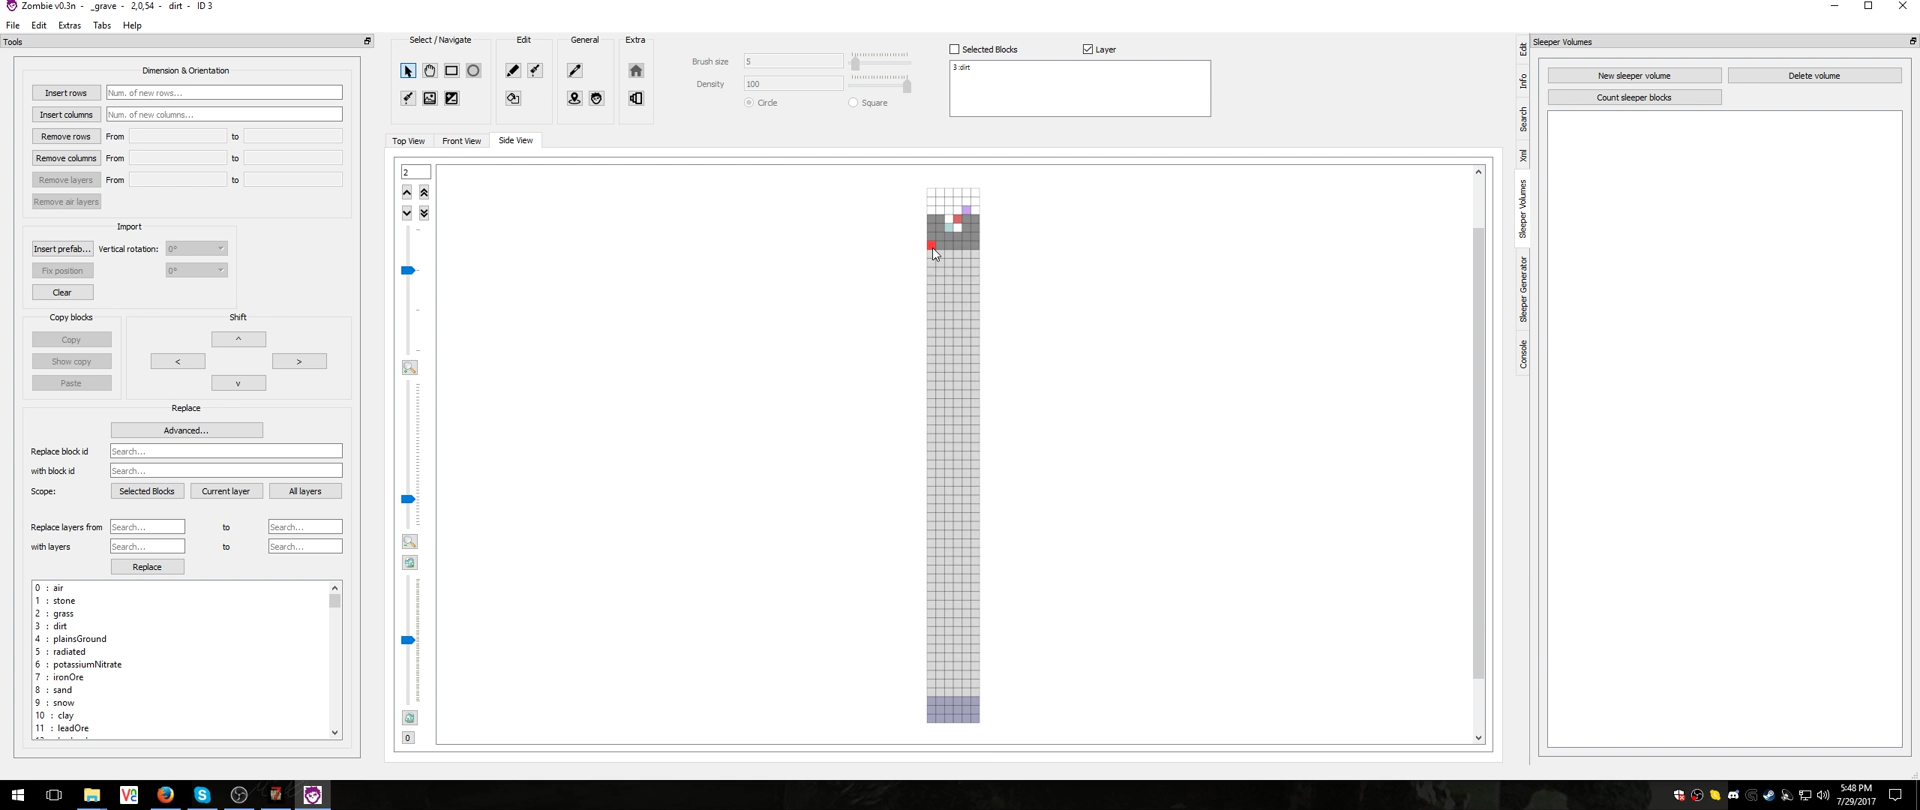 Zombie v0.3n - _grave - 2,0,54 - dirt - ID 3
File Edit Extras Tabs Help
Tools
Dimension & Orientation
Insert rows Num. of new rows...
Insert columns Num. of new columns...
Remove rows From to
Remove columns From to
Remove layers From to
Remove air layers
Import
Insert prefab... Vertical rotation: 0°
Fix position 0°
Clear
Copy blocks
Shift
Copy
^
Show copy
< >
Paste
v
Replace
Advanced...
Replace block id Search...
with block id Search...
Scope: Selected Blocks Current layer All layers
Replace layers from Search... to Search...
with layers Search... to Search...
Replace
0 : air
1 : stone
2 : grass
3 : dirt
4 : plainsGround
5 : radiated
6 : potassiumNitrate
7 : ironOre
8 : sand
9 : snow
10 : clay
11 : leadOre
Select / Navigate
Edit
General
Extra
Brush size 5
Density 100
Circle Square
Selected Blocks Layer
3 :dirt
Top View Front View Side View
2
0
Edit
Info
Search
Xml
Sleeper Volumes
Sleeper Generator
Console
Sleeper Volumes
New sleeper volume Delete volume
Count sleeper blocks
5:48 PM
7/29/2017